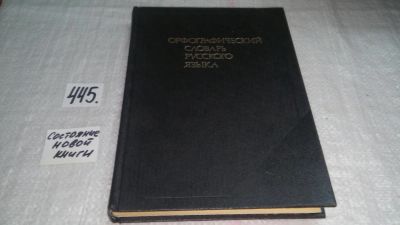 ОРФОГРАФИЧЕСКИЙ
СЛОВАРЬ
РУССКОГО
ЯЗЫКА
445.
Состояние
новой
книги